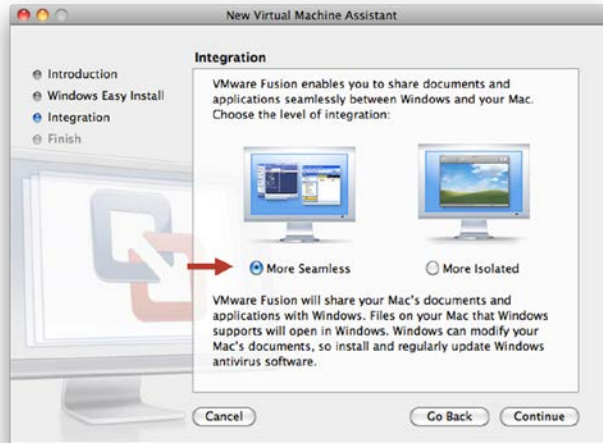 New Virtual Machine Assistant
Integration
Introduction
Windows Easy Install
Integration
Finish
VMware Fusion enables you to share documents and
applications seamlessly between Windows and your Mac.
Choose the level of integration:
More Seamless
More Isolated
VMware Fusion will share your Mac's documents and
applications with Windows. Files on your Mac that Windows
supports will open in Windows. Windows can modify your
Mac's documents, so install and regularly update Windows
antivirus software.
Cancel
Go Back
Continue